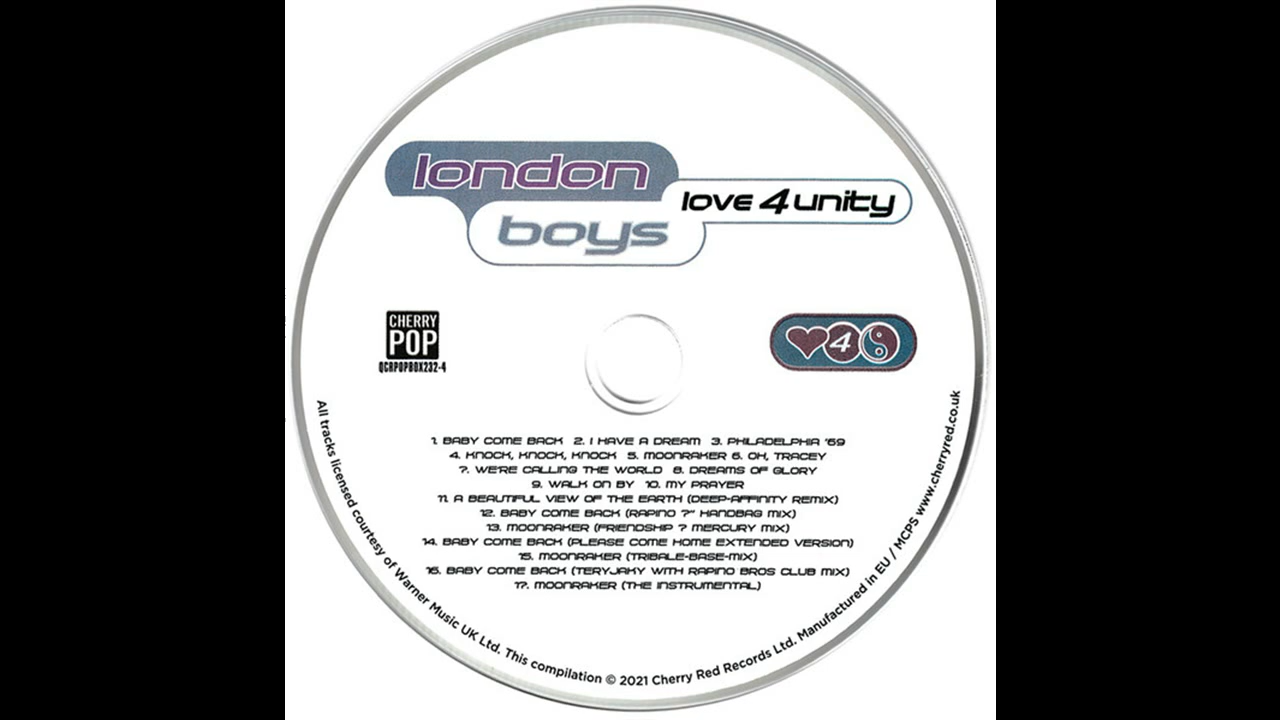 london
boys
love 4 unity
CHERRY
POP
QCRPOPBOX232-4
4
1. BABY COME BACK 2. I HAVE A DREAM 3. PHILADELPHIA '69
4. KNOCK, KNOCK, KNOCK 5. MOONRAKER 6. OH, TRACEY
7. WE'RE CALLING THE WORLD 8. DREAMS OF GLORY
9. WALK ON BY 10. MY PRAYER
11. A BEAUTIFUL VIEW OF THE EARTH (DEEP-AFFINITY REMIX)
12. BABY COME BACK (RAPINO 7" HANDBAG MIX)
13. MOONRAKER (FRIENDSHIP 7 MERCURY MIX)
14. BABY COME BACK (PLEASE COME HOME EXTENDED VERSION)
15. MOONRAKER (TRIBALE-BASE-MIX)
16. BABY COME BACK (TERYJAKY WITH RAPINO BROS CLUB MIX)
17. MOONRAKER (THE INSTRUMENTAL)
All tracks licensed courtesy of Warner Music UK Ltd. This compilation © 2021 Cherry Red Records Ltd. Manufactured in EU / MCPS www.cherryred.co.uk